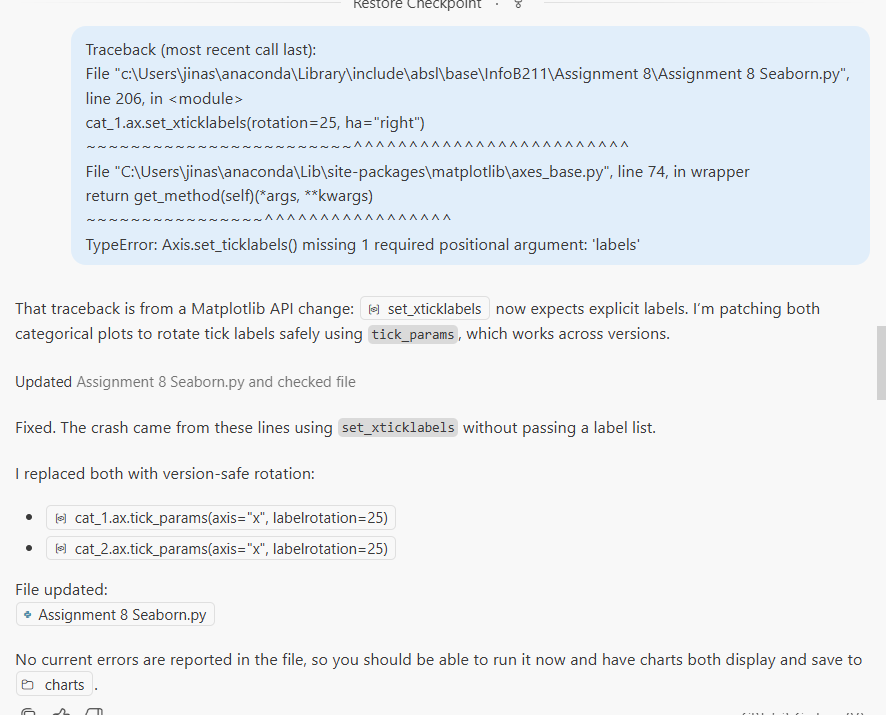 Restore Checkpoint ·
Traceback (most recent call last):
File "c:\Users\jinas\anaconda\Library\include\absl\base\InfoB211\Assignment 8\Assignment 8 Seaborn.py",
line 206, in <module>
cat_1.ax.set_xticklabels(rotation=25, ha="right")
~~~~~~~~~~~~~~~~~~~~~~~~^^^^^^^^^^^^^^^^^^^^^^^^^
File "C:\Users\jinas\anaconda\Lib\site-packages\matplotlib\axes_base.py", line 74, in wrapper
return get_method(self)(*args, **kwargs)
~~~~~~~~~~~~~~~~^^^^^^^^^^^^^^^^^
TypeError: Axis.set_ticklabels() missing 1 required positional argument: 'labels'
That traceback is from a Matplotlib API change: set_xticklabels now expects explicit labels. I'm patching both
categorical plots to rotate tick labels safely using tick_params, which works across versions.
Updated Assignment 8 Seaborn.py and checked file
Fixed. The crash came from these lines using set_xticklabels without passing a label list.
I replaced both with version-safe rotation:
• cat_1.ax.tick_params(axis="x", labelrotation=25)
• cat_2.ax.tick_params(axis="x", labelrotation=25)
File updated:
Assignment 8 Seaborn.py
No current errors are reported in the file, so you should be able to run it now and have charts both display and save to
charts .